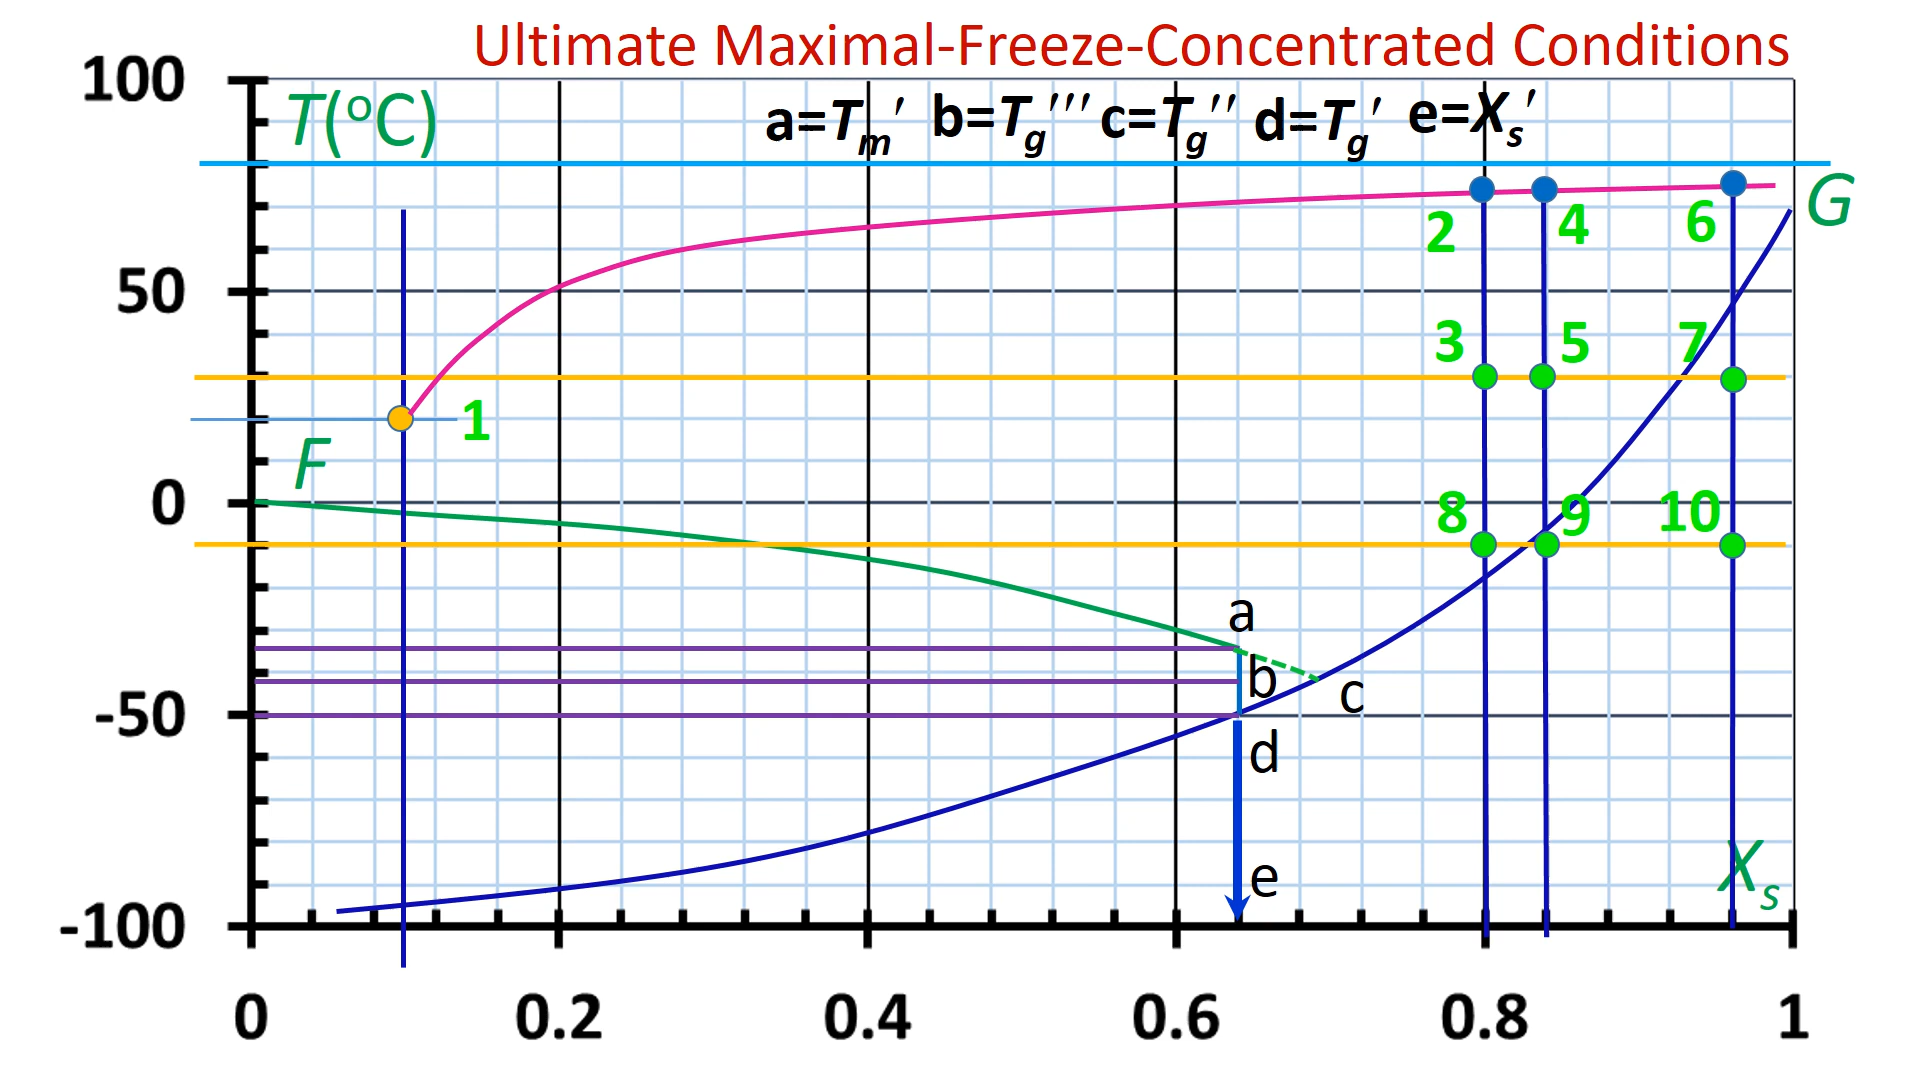 Ultimate Maximal-Freeze-Concentrated Conditions
100
T(°C)
a=Tm′ b=Tg‴ c=Tg″ d=Tg′ e=Xs′
G
2 4 6
50
3 5 7
1
F
0
8 9 10
a
b
c
-50
d
e
Xs
-100
0 0.2 0.4 0.6 0.8 1